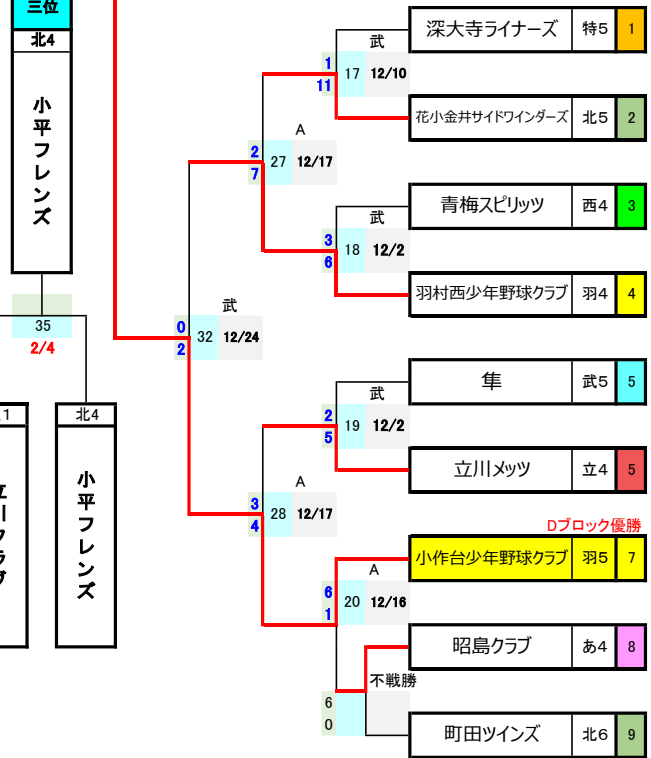 三位
北4
小平フレンズ
35
2/4
1
北4
小平フレンズ
立川クラブ
深大寺ライナーズ 特5 1
武
1
17 12/10
11
花小金井サイドワインダーズ 北5 2
A
2
27 12/17
7
青梅スピリッツ 西4 3
武
3
18 12/2
6
羽村西少年野球クラブ 羽4 4
武
0
32 12/24
2
隼 武5 5
武
2
19 12/2
5
立川メッツ 立4 5
A
3
28 12/17
4
Dブロック優勝
小作台少年野球クラブ 羽5 7
A
6
20 12/16
1
昭島クラブ あ4 8
不戦勝
6
0
町田ツインズ 北6 9